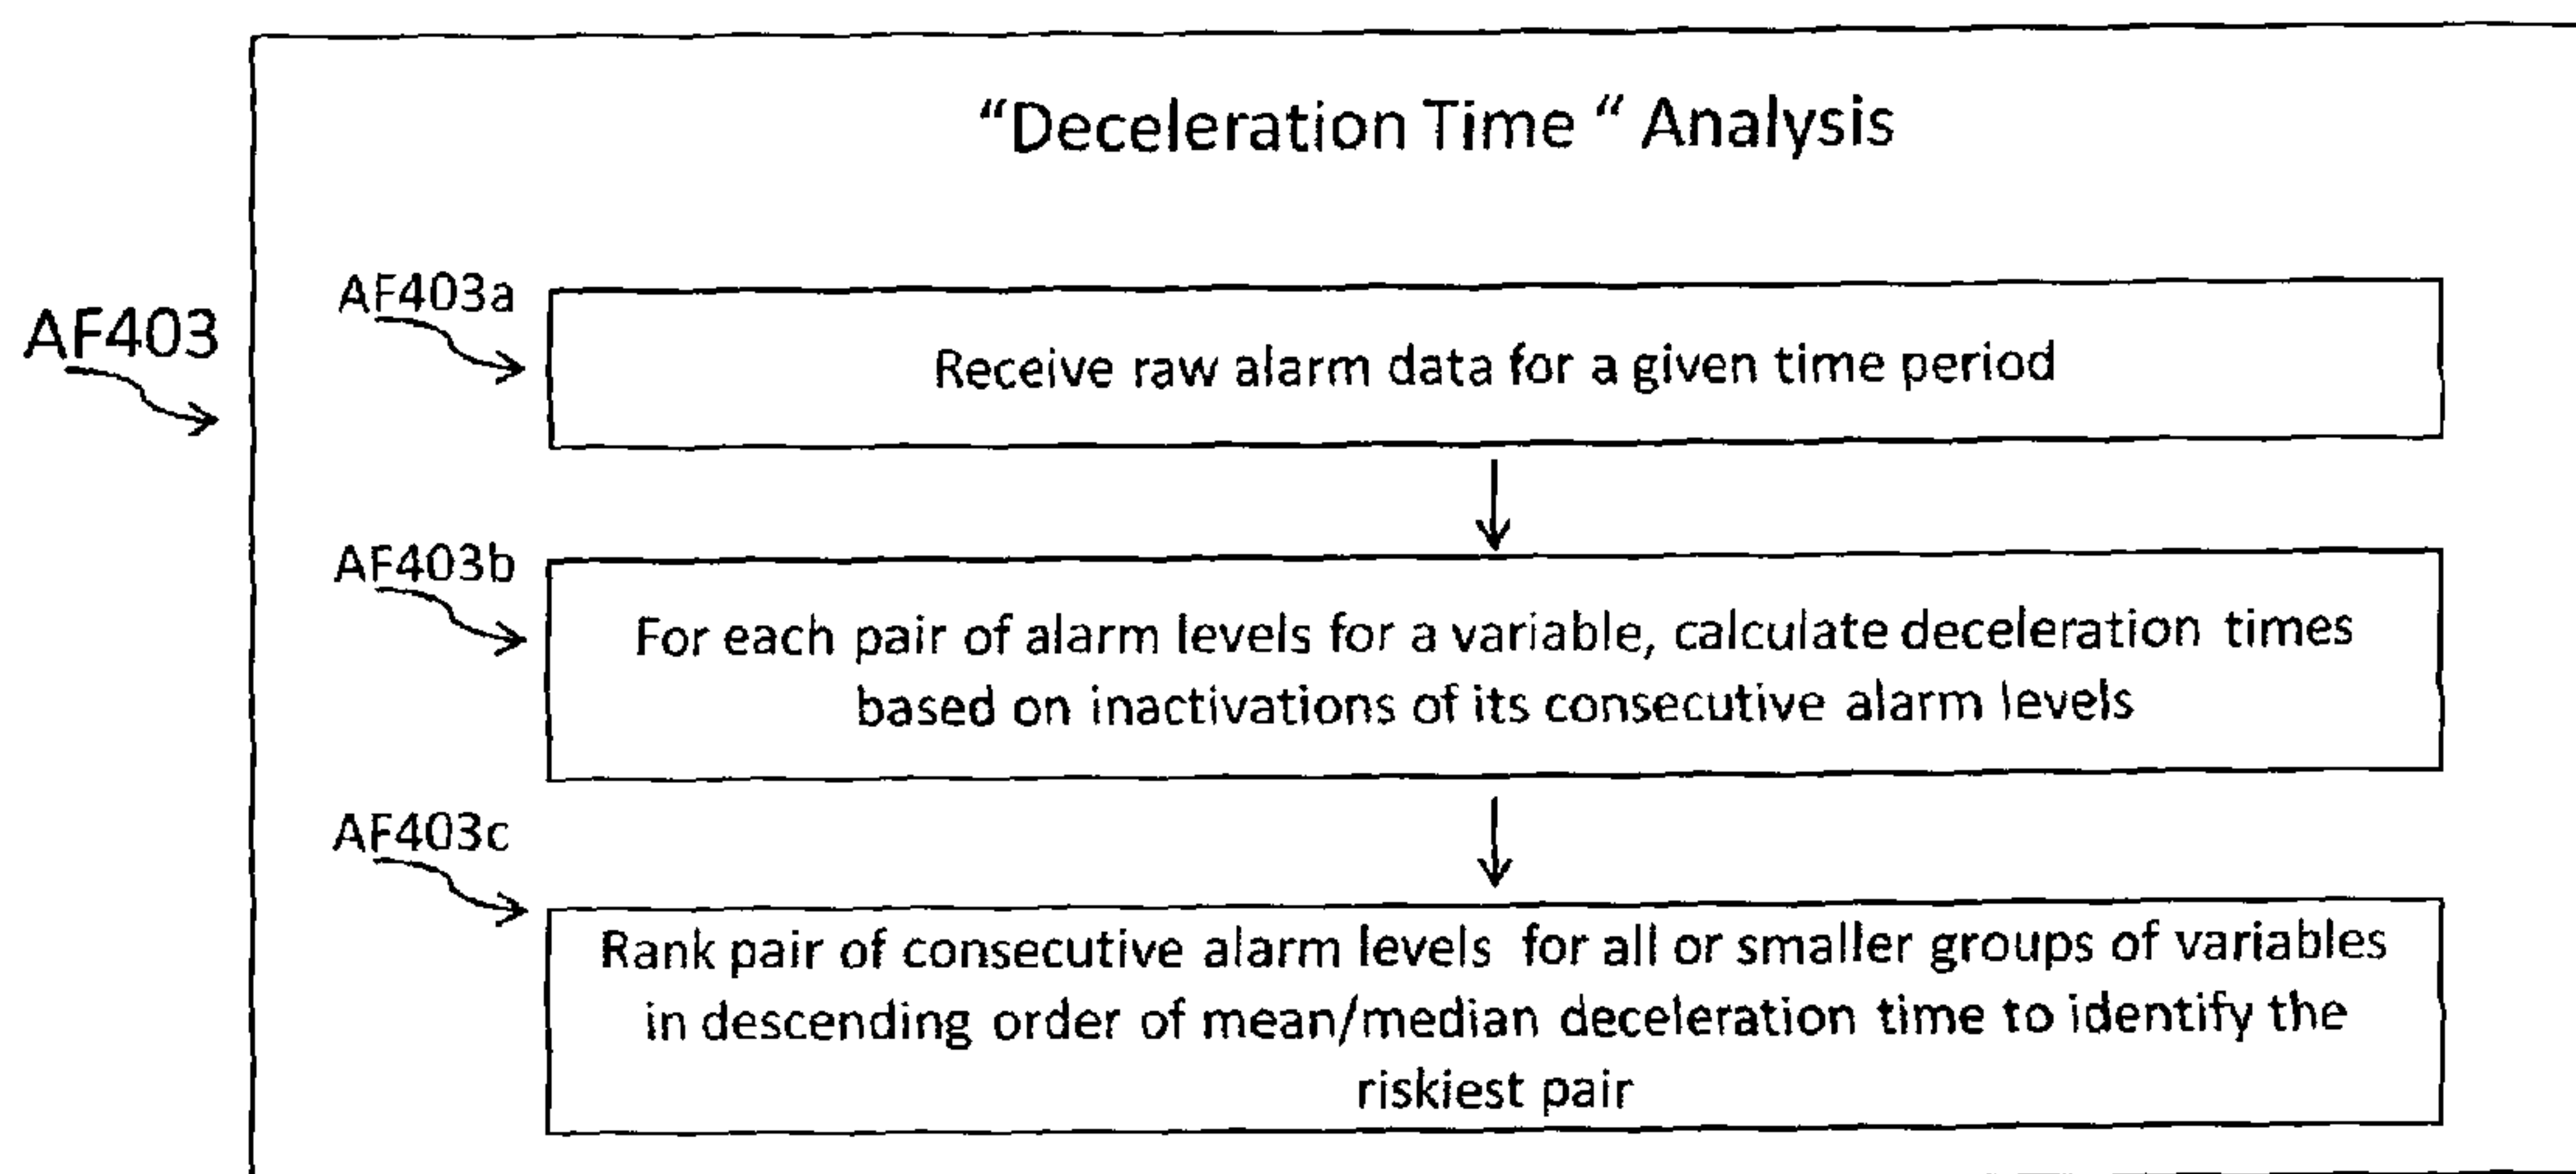 “Deceleration Time “ Analysis
AF403
AF403a
Receive raw alarm data for a given time period
AF403b
For each pair of alarm levels for a variable, calculate deceleration times
based on inactivations of its consecutive alarm levels
AF403c
Rank pair of consecutive alarm levels for all or smaller groups of variables
in descending order of mean/median deceleration time to identify the
riskiest pair